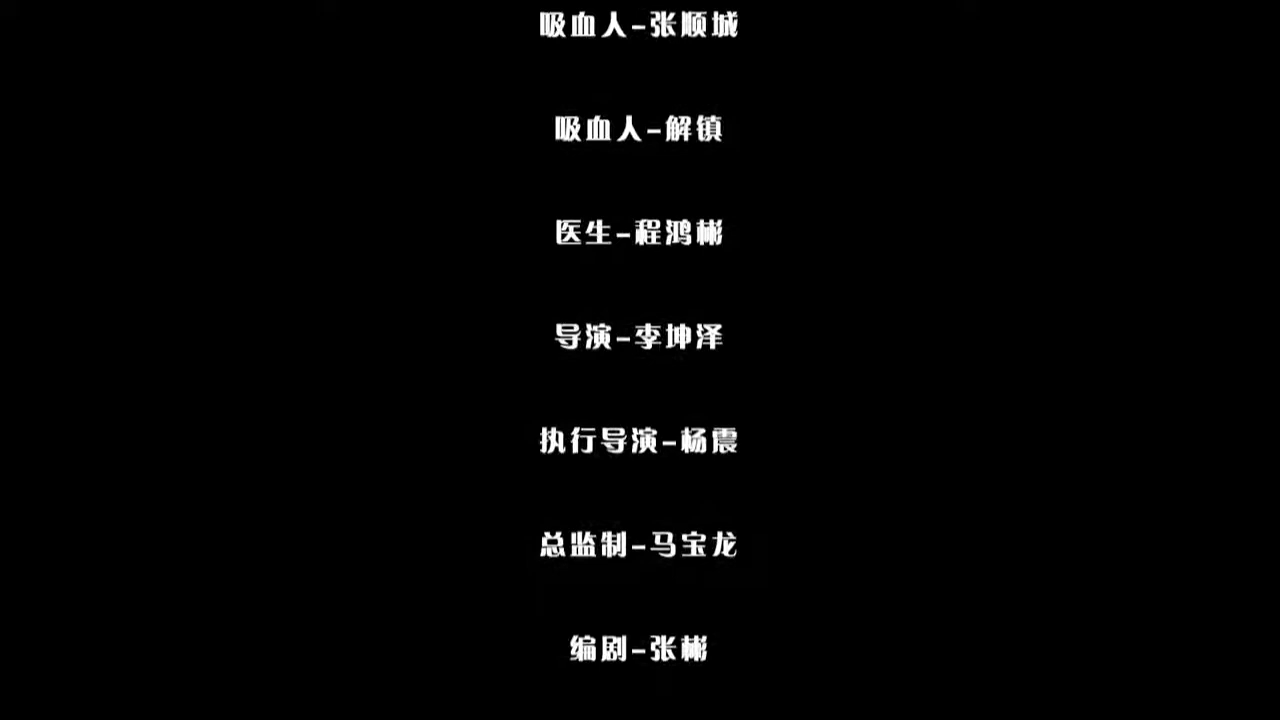 吸血人-张顺城
吸血人-解镇
医生-程鸿彬
导演-李坤泽
执行导演-杨震
总监制-马宝龙
编剧-张彬